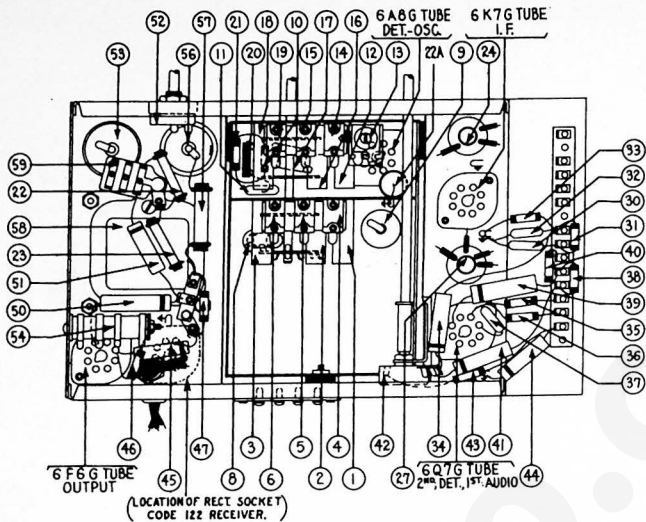 6A8G TUBE
DET.-OSC.
6K7G TUBE
I.F.
53 52 56 57 11 21 20 18 19 10 15 17 14 16 12 13 22A 9 24
59
22
58
23
51
50
54
33
32
30
31
40
38
39
35
36
37
46 45 47 3 8 6 5 2 4 1 42 27 34 43 41 44
6F6G TUBE
OUTPUT
(LOCATION OF RECT. SOCKET
CODE 122 RECEIVER.)
6Q7G TUBE
2ND, DET., 1ST. AUDIO